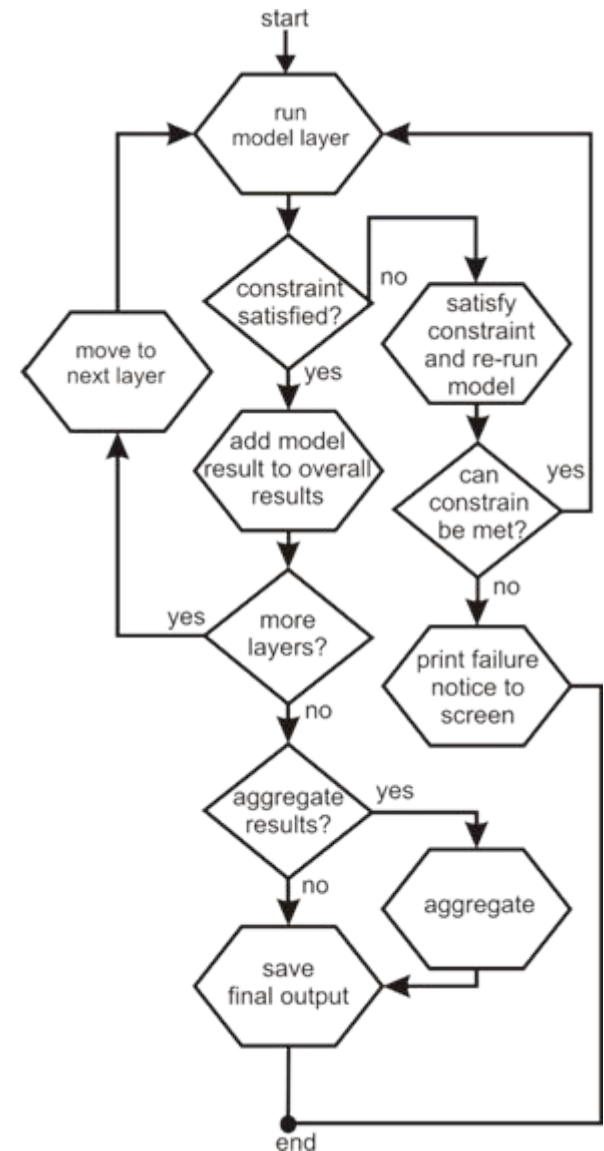 start
run
model layer
constraint
satisfied?
no
satisfy
constraint
and re-run
model
move to
next layer
yes
add model
result to overall
results
can
constrain
be met?
yes
no
yes
more
layers?
print failure
notice to
screen
no
aggregate
results?
yes
no
aggregate
save
final output
end